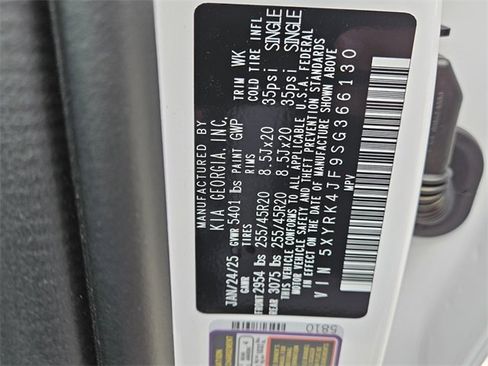 MANUFACTURED BY
KIA GEORGIA, INC.
JAN/24/25 GVWR 5401 lbs PAINT GWP TRIM WK
GAWR TIRES RIMS COLD TIRE INFL
FRONT 2954 lbs 255/45R20 8.5Jx20 35psi SINGLE
REAR 3075 lbs 255/45R20 8.5Jx20 35psi SINGLE
THIS VEHICLE CONFORMS TO ALL APPLICABLE U.S.A. FEDERAL
MOTOR VEHICLE SAFETY AND THEFT PREVENTION STANDARDS
IN EFFECT ON THE DATE OF MANUFACTURE SHOWN ABOVE
VIN 5XYRK4JF9SG366130
MPV
5810